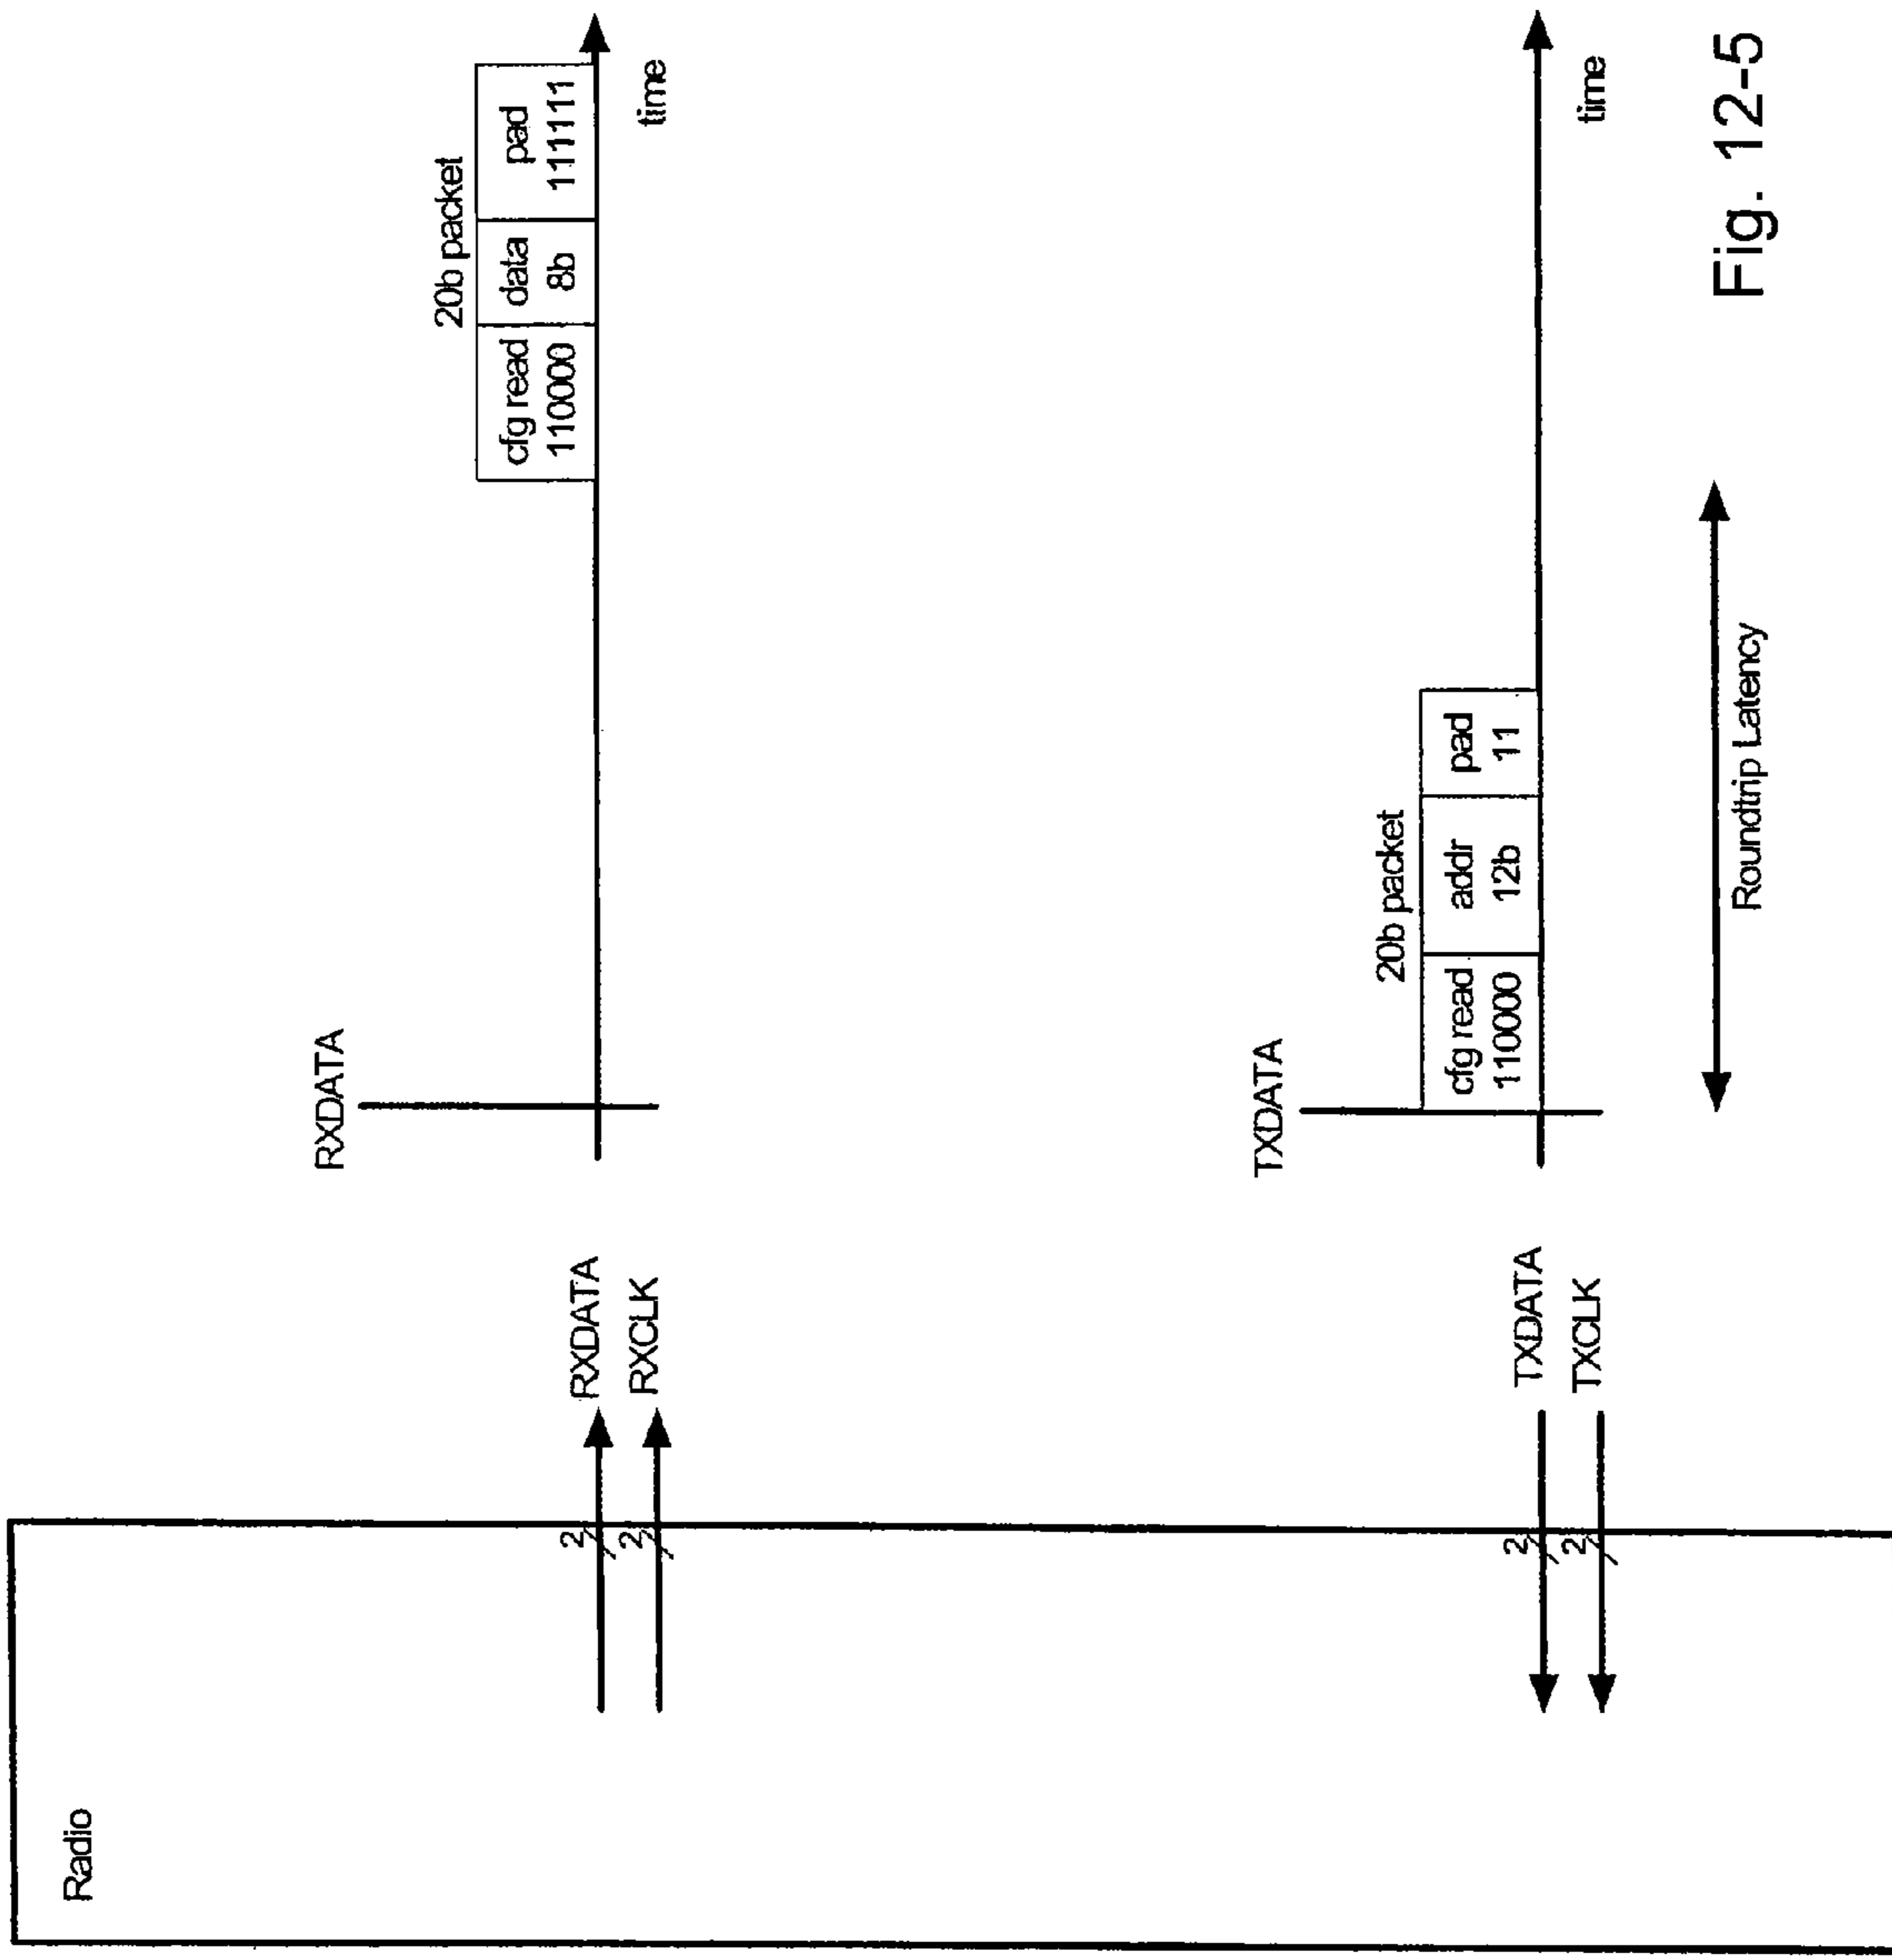 Radio
RXDATA
20b packet
cfg read
110000
data
8b
pad
111111
time
2
RXDATA
2
RXCLK
TXDATA
20b packet
cfg read
110000
addr
12b
pad
11
time
2
TXDATA
2
TXCLK
Roundtrip Latency
Fig. 12-5